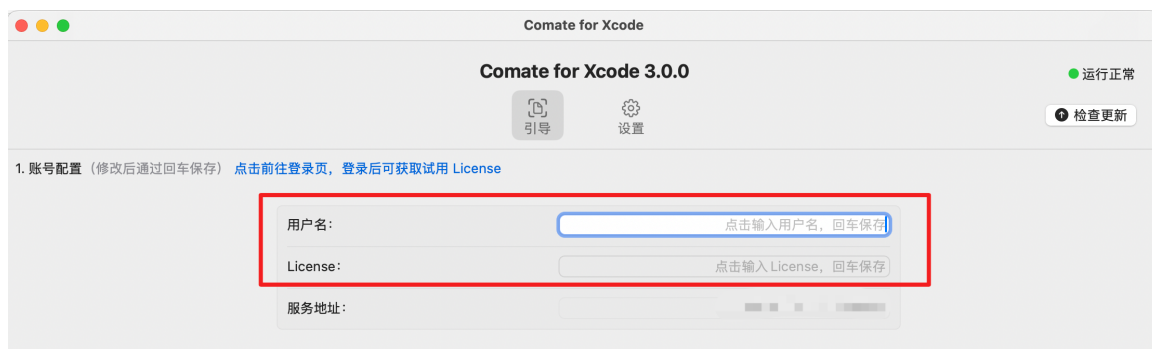 Comate for Xcode
Comate for Xcode 3.0.0
运行正常
引导
设置
检查更新
1. 账号配置（修改后通过回车保存） 点击前往登录页，登录后可获取试用 License
用户名：
点击输入用户名，回车保存
License：
点击输入 License，回车保存
服务地址：